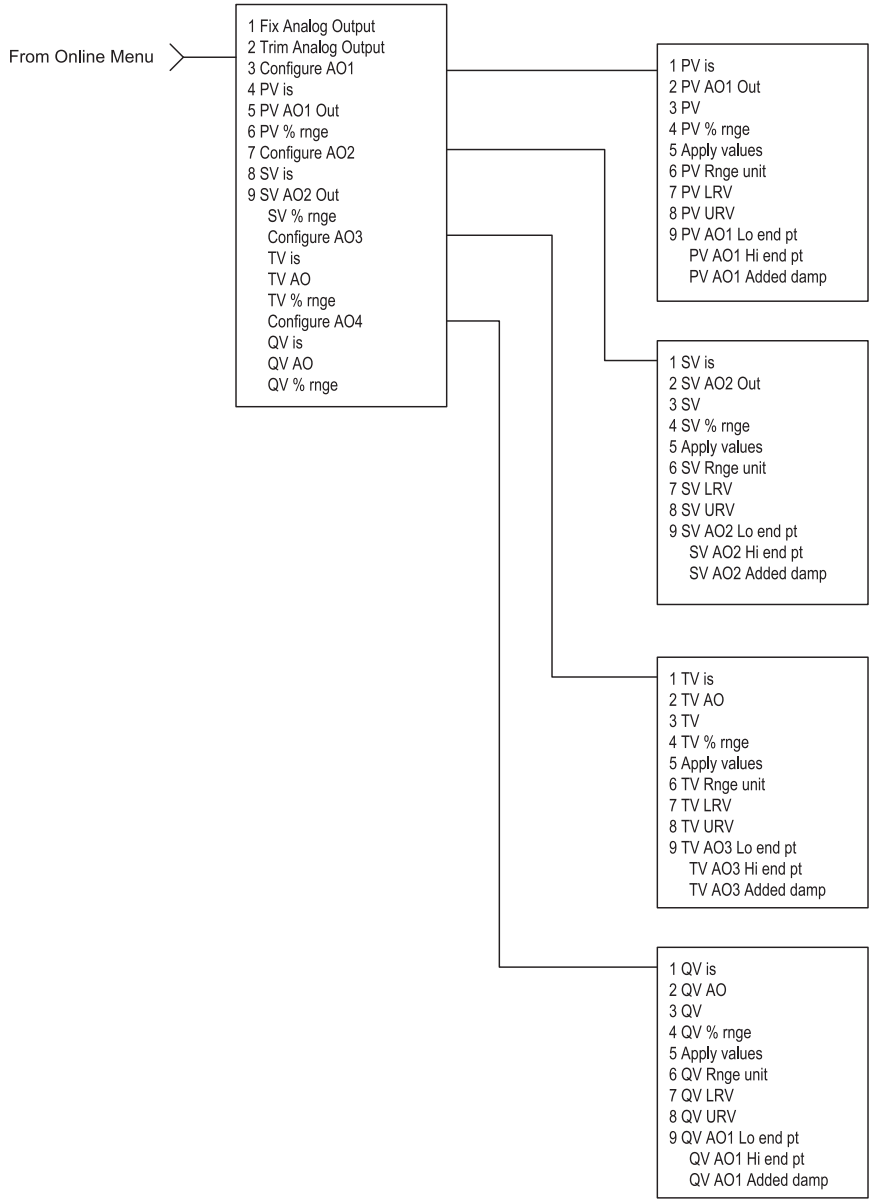 From Online Menu
1 Fix Analog Output
2 Trim Analog Output
3 Configure AO1
4 PV is
5 PV AO1 Out
6 PV % rnge
7 Configure AO2
8 SV is
9 SV AO2 Out
SV % rnge
Configure AO3
TV is
TV AO
TV % rnge
Configure AO4
QV is
QV AO
QV % rnge
1 PV is
2 PV AO1 Out
3 PV
4 PV % rnge
5 Apply values
6 PV Rnge unit
7 PV LRV
8 PV URV
9 PV AO1 Lo end pt
PV AO1 Hi end pt
PV AO1 Added damp
1 SV is
2 SV AO2 Out
3 SV
4 SV % rnge
5 Apply values
6 SV Rnge unit
7 SV LRV
8 SV URV
9 SV AO2 Lo end pt
SV AO2 Hi end pt
SV AO2 Added damp
1 TV is
2 TV AO
3 TV
4 TV % rnge
5 Apply values
6 TV Rnge unit
7 TV LRV
8 TV URV
9 TV AO3 Lo end pt
TV AO3 Hi end pt
TV AO3 Added damp
1 QV is
2 QV AO
3 QV
4 QV % rnge
5 Apply values
6 QV Rnge unit
7 QV LRV
8 QV URV
9 QV AO1 Lo end pt
QV AO1 Hi end pt
QV AO1 Added damp